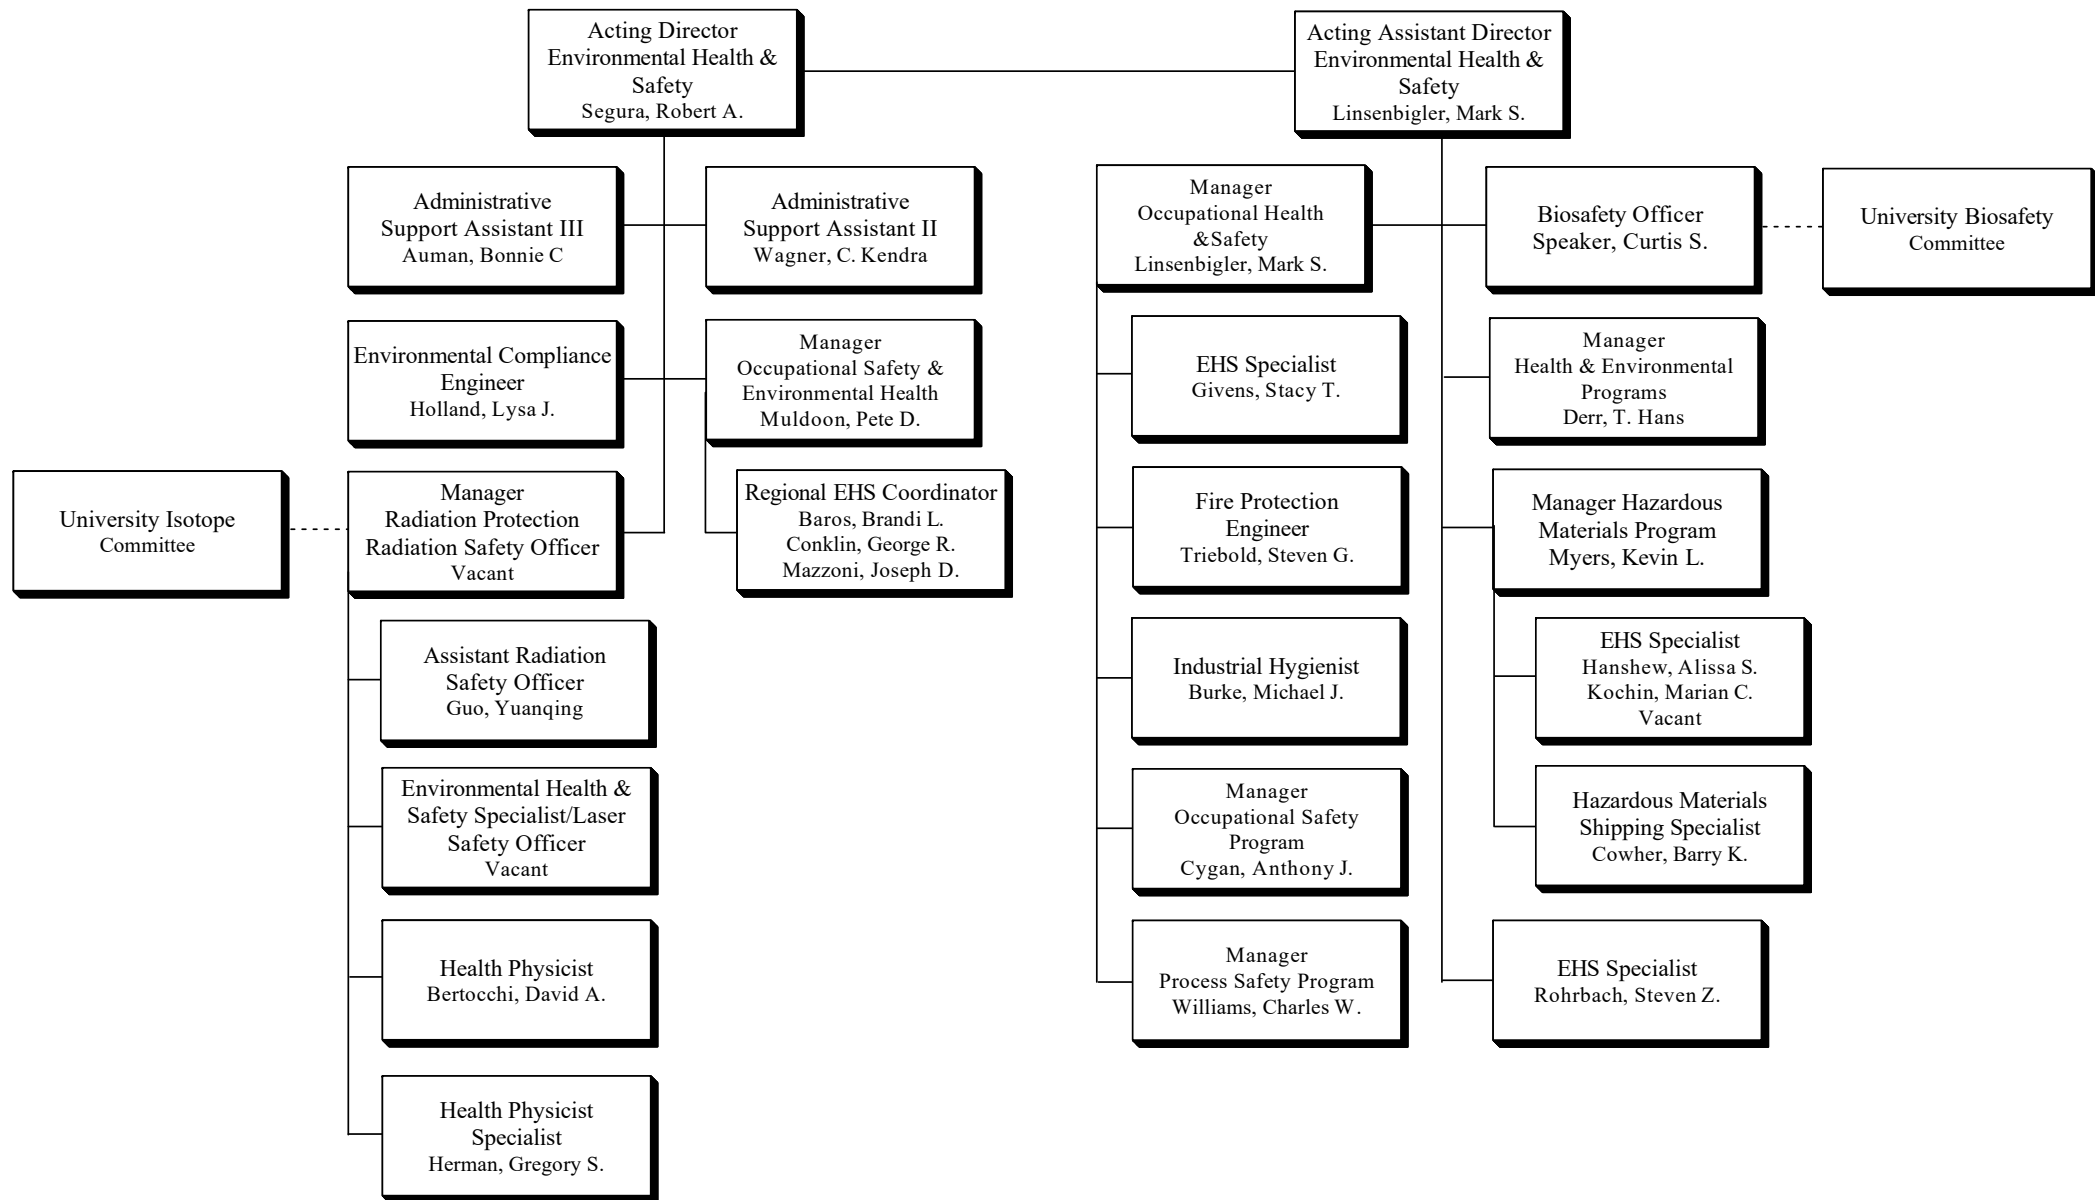 Acting Director
Environmental Health &
Safety
Segura, Robert A.
Acting Assistant Director
Environmental Health &
Safety
Linsenbigler, Mark S.
Administrative
Support Assistant III
Auman, Bonnie C
Administrative
Support Assistant II
Wagner, C. Kendra
Manager
Occupational Health
&Safety
Linsenbigler, Mark S.
Biosafety Officer
Speaker, Curtis S.
University Biosafety
Committee
Environmental Compliance
Engineer
Holland, Lysa J.
Manager
Occupational Safety &
Environmental Health
Muldoon, Pete D.
EHS Specialist
Givens, Stacy T.
Manager
Health & Environmental
Programs
Derr, T. Hans
University Isotope
Committee
Manager
Radiation Protection
Radiation Safety Officer
Vacant
Regional EHS Coordinator
Baros, Brandi L.
Conklin, George R.
Mazzoni, Joseph D.
Fire Protection
Engineer
Triebold, Steven G.
Manager Hazardous
Materials Program
Myers, Kevin L.
Assistant Radiation
Safety Officer
Guo, Yuanqing
Industrial Hygienist
Burke, Michael J.
EHS Specialist
Hanshew, Alissa S.
Kochin, Marian C.
Vacant
Environmental Health &
Safety Specialist/Laser
Safety Officer
Vacant
Manager
Occupational Safety
Program
Cygan, Anthony J.
Hazardous Materials
Shipping Specialist
Cowher, Barry K.
Health Physicist
Bertocchi, David A.
Manager
Process Safety Program
Williams, Charles W.
EHS Specialist
Rohrbach, Steven Z.
Health Physicist
Specialist
Herman, Gregory S.